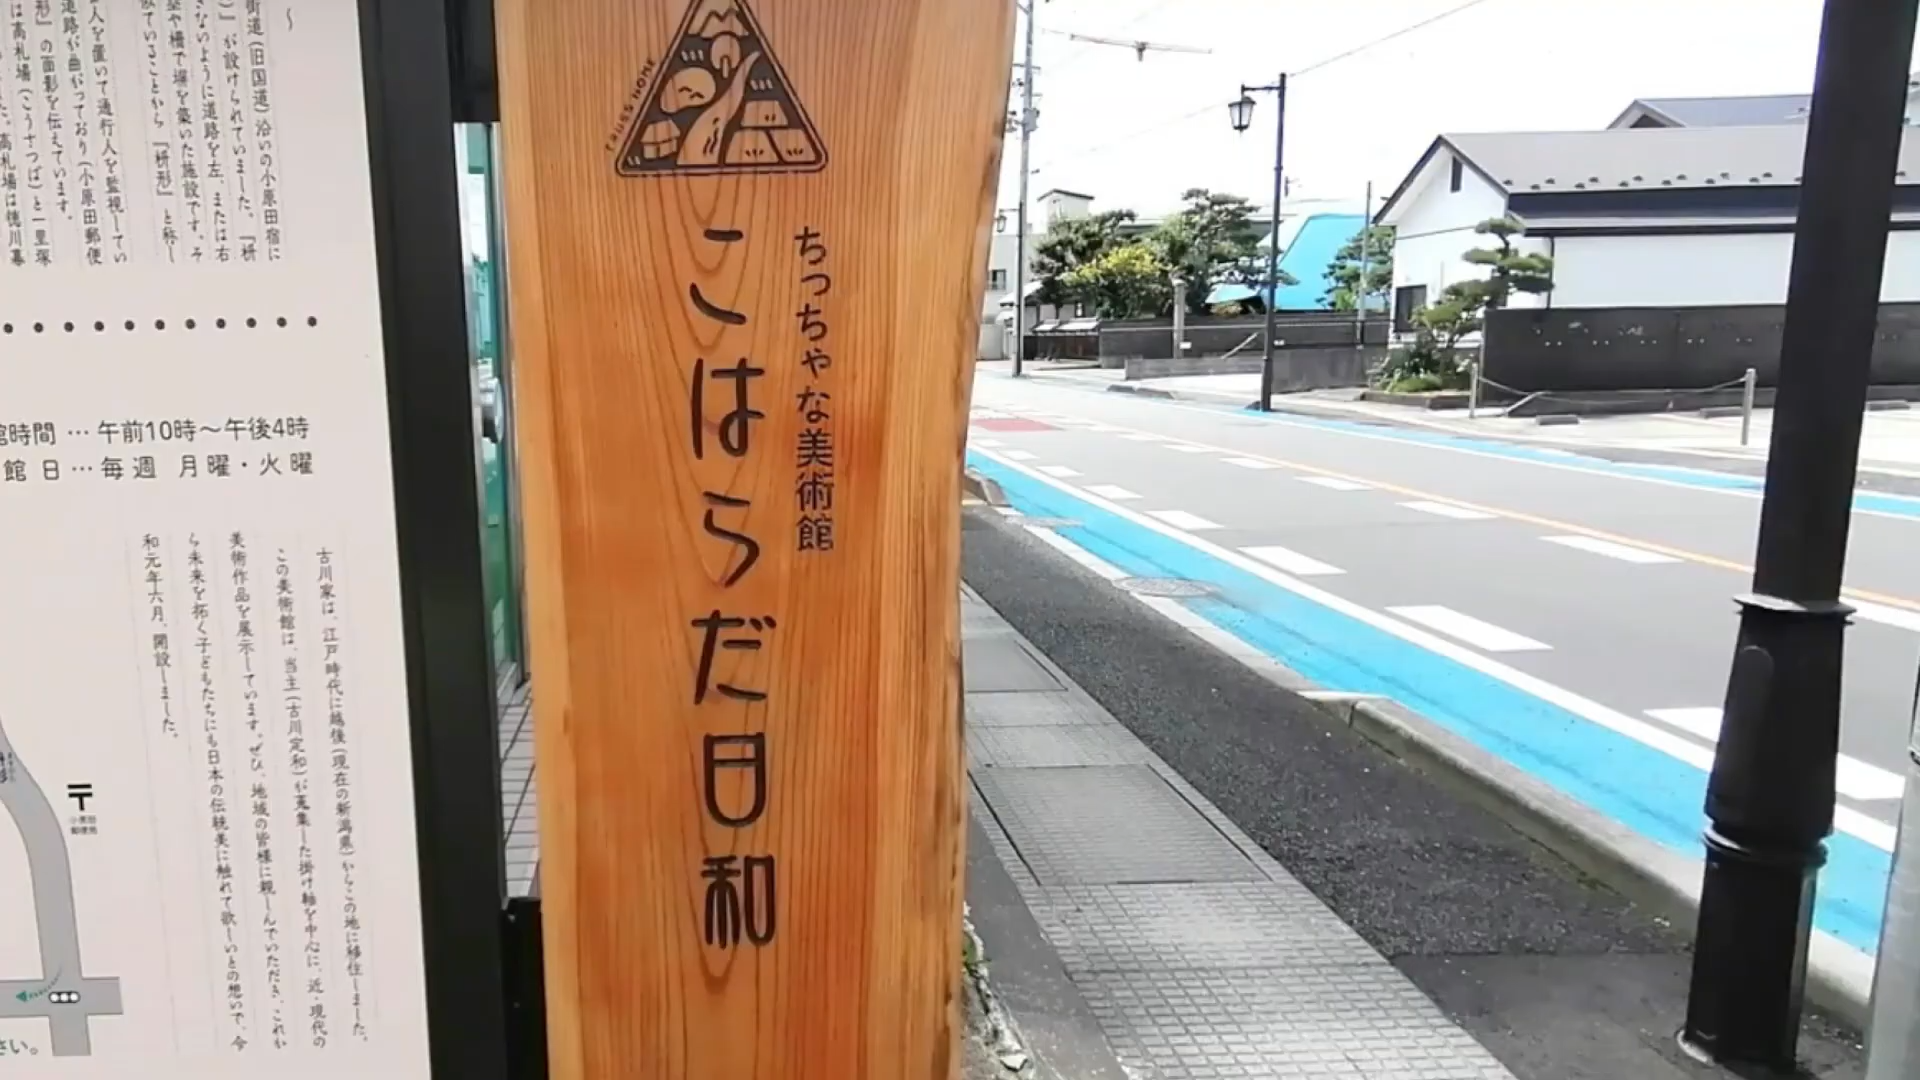 TRUSS HOME
ちっちゃな美術館
こはらだ日和
街道(旧国道)沿いの小原田宿に
』が設けられていました。『枡
きないように道路を左、または右
塁や柵で塀を築いた施設です。そ
似ていることから『枡形』と称し
人を置いて通行人を監視してい
道路が曲がっており(小原田郵便
形』の面影を伝えています。
は高札場(こうさつば)と一里塚
た。高札場は徳川幕
館時間…午前10時～午後4時
館日…毎週 月曜・火曜
古川家は、江戸時代に越後(現在の新潟県)からこの地に移住しました。
この美術館は、当主(古川定和)が蒐集した掛け軸を中心に、近・現代の
美術作品を展示しています。ぜひ、地域の皆様に親しんでいただき、これか
ら未来を拓く子どもたちにも日本の伝統美に触れて欲しいとの想いで、令
和元年六月、開設しました。
〒
小原田
郵便局
さい。